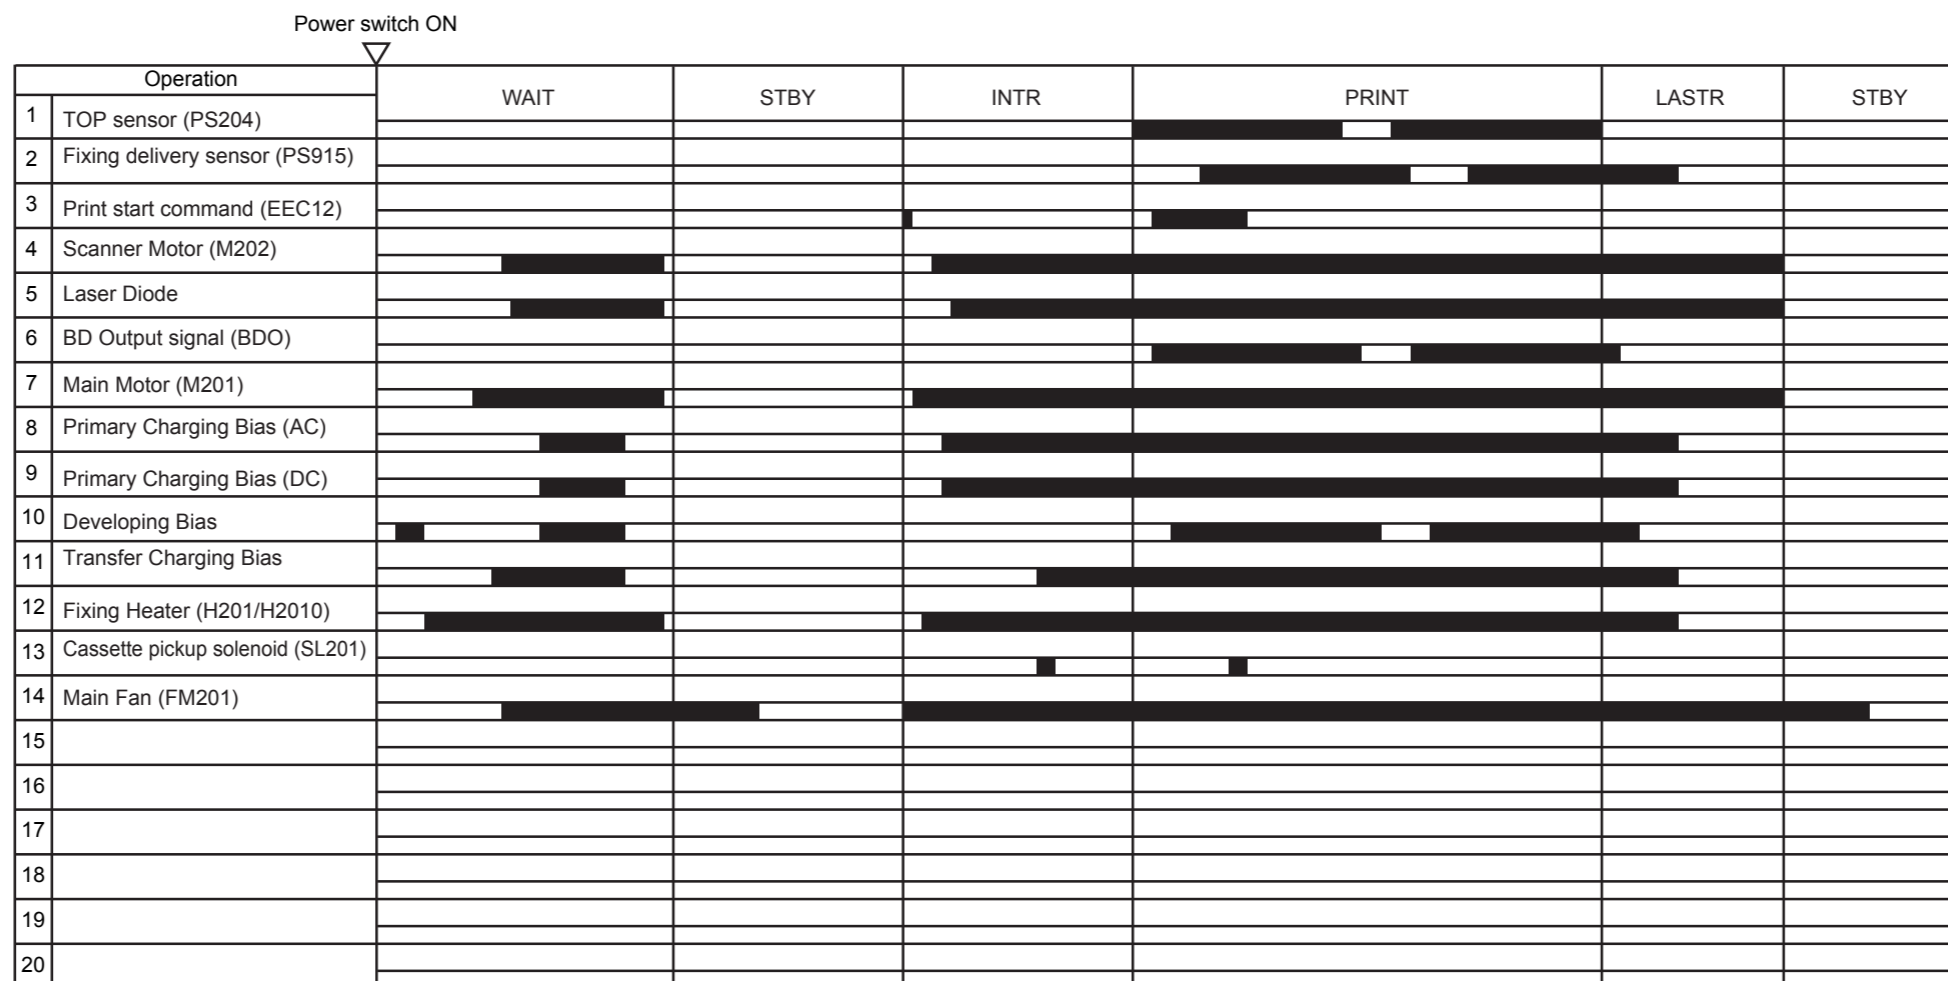 Power switch ON
Operation WAIT STBY INTR PRINT LASTR STBY
1 TOP sensor (PS204)
2 Fixing delivery sensor (PS915)
3 Print start command (EEC12)
4 Scanner Motor (M202)
5 Laser Diode
6 BD Output signal (BDO)
7 Main Motor (M201)
8 Primary Charging Bias (AC)
9 Primary Charging Bias (DC)
10 Developing Bias
11 Transfer Charging Bias
12 Fixing Heater (H201/H2010)
13 Cassette pickup solenoid (SL201)
14 Main Fan (FM201)
15
16
17
18
19
20